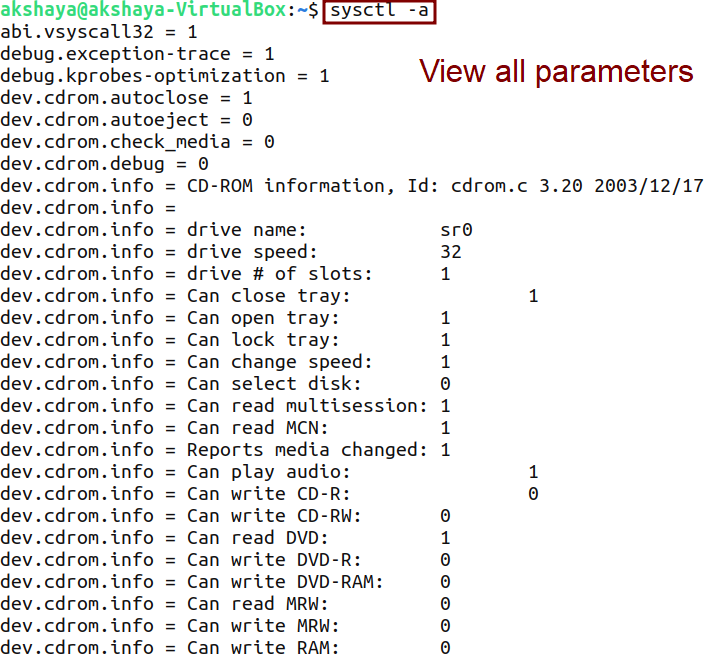 akshaya@akshaya-VirtualBox:~$ sysctl -a
abi.vsyscall32 = 1
debug.exception-trace = 1
View all parameters
debug.kprobes-optimization = 1
dev.cdrom.autoclose = 1
dev.cdrom.autoeject = 0
dev.cdrom.check_media = 0
dev.cdrom.debug = 0
dev.cdrom.info = CD-ROM information, Id: cdrom.c 3.20 2003/12/17
dev.cdrom.info =
dev.cdrom.info = drive name: sr0
dev.cdrom.info = drive speed: 32
dev.cdrom.info = drive # of slots: 1
dev.cdrom.info = Can close tray: 1
dev.cdrom.info = Can open tray: 1
dev.cdrom.info = Can lock tray: 1
dev.cdrom.info = Can change speed: 1
dev.cdrom.info = Can select disk: 0
dev.cdrom.info = Can read multisession: 1
dev.cdrom.info = Can read MCN: 1
dev.cdrom.info = Reports media changed: 1
dev.cdrom.info = Can play audio: 1
dev.cdrom.info = Can write CD-R: 0
dev.cdrom.info = Can write CD-RW: 0
dev.cdrom.info = Can read DVD: 1
dev.cdrom.info = Can write DVD-R: 0
dev.cdrom.info = Can write DVD-RAM: 0
dev.cdrom.info = Can read MRW: 0
dev.cdrom.info = Can write MRW: 0
dev.cdrom.info = Can write RAM: 0